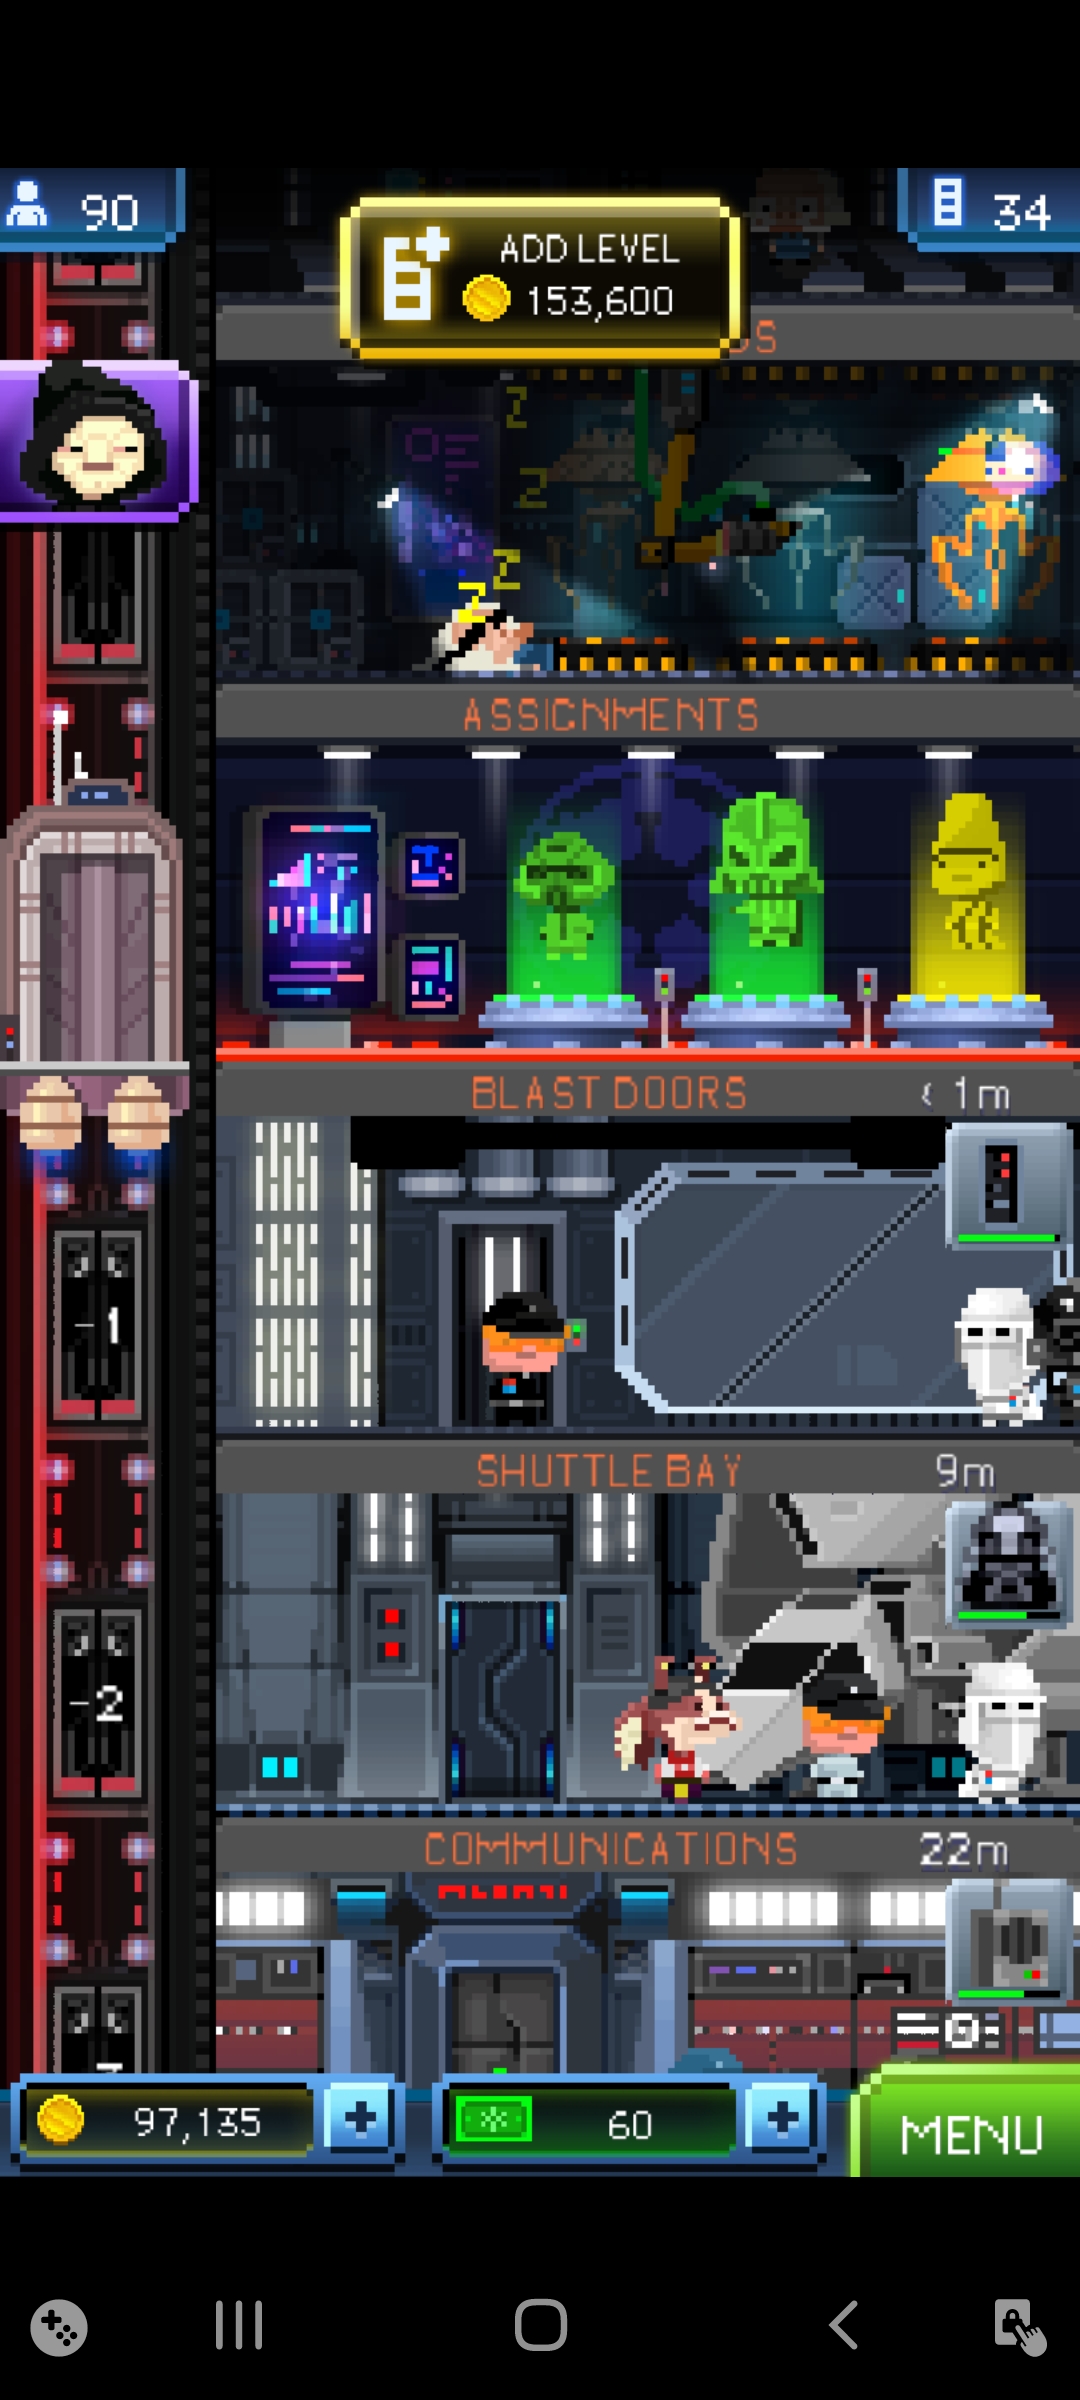 90
34
ADD LEVEL
153,600
DS
Z
Z
Z
Z
ASSIGNMENTS
BLAST DOORS < 1m
-1
SHUTTLE BAY 9m
-2
COMMUNICATIONS 22m
97,135
60
MENU